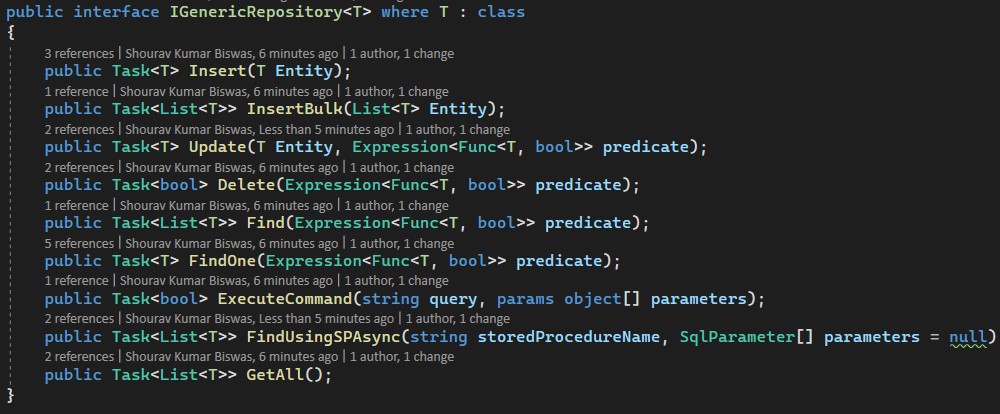 public interface IGenericRepository<T> where T : class
{
3 references | Shourav Kumar Biswas, 6 minutes ago | 1 author, 1 change
public Task<T> Insert(T Entity);
1 reference | Shourav Kumar Biswas, 6 minutes ago | 1 author, 1 change
public Task<List<T>> InsertBulk(List<T> Entity);
2 references | Shourav Kumar Biswas, Less than 5 minutes ago | 1 author, 1 change
public Task<T> Update(T Entity, Expression<Func<T, bool>> predicate);
2 references | Shourav Kumar Biswas, 6 minutes ago | 1 author, 1 change
public Task<bool> Delete(Expression<Func<T, bool>> predicate);
1 reference | Shourav Kumar Biswas, 6 minutes ago | 1 author, 1 change
public Task<List<T>> Find(Expression<Func<T, bool>> predicate);
5 references | Shourav Kumar Biswas, 6 minutes ago | 1 author, 1 change
public Task<T> FindOne(Expression<Func<T, bool>> predicate);
1 reference | Shourav Kumar Biswas, 6 minutes ago | 1 author, 1 change
public Task<bool> ExecuteCommand(string query, params object[] parameters);
2 references | Shourav Kumar Biswas, Less than 5 minutes ago | 1 author, 1 change
public Task<List<T>> FindUsingSPAsync(string storedProcedureName, SqlParameter[] parameters = null)
2 references | Shourav Kumar Biswas, 6 minutes ago | 1 author, 1 change
public Task<List<T>> GetAll();
}